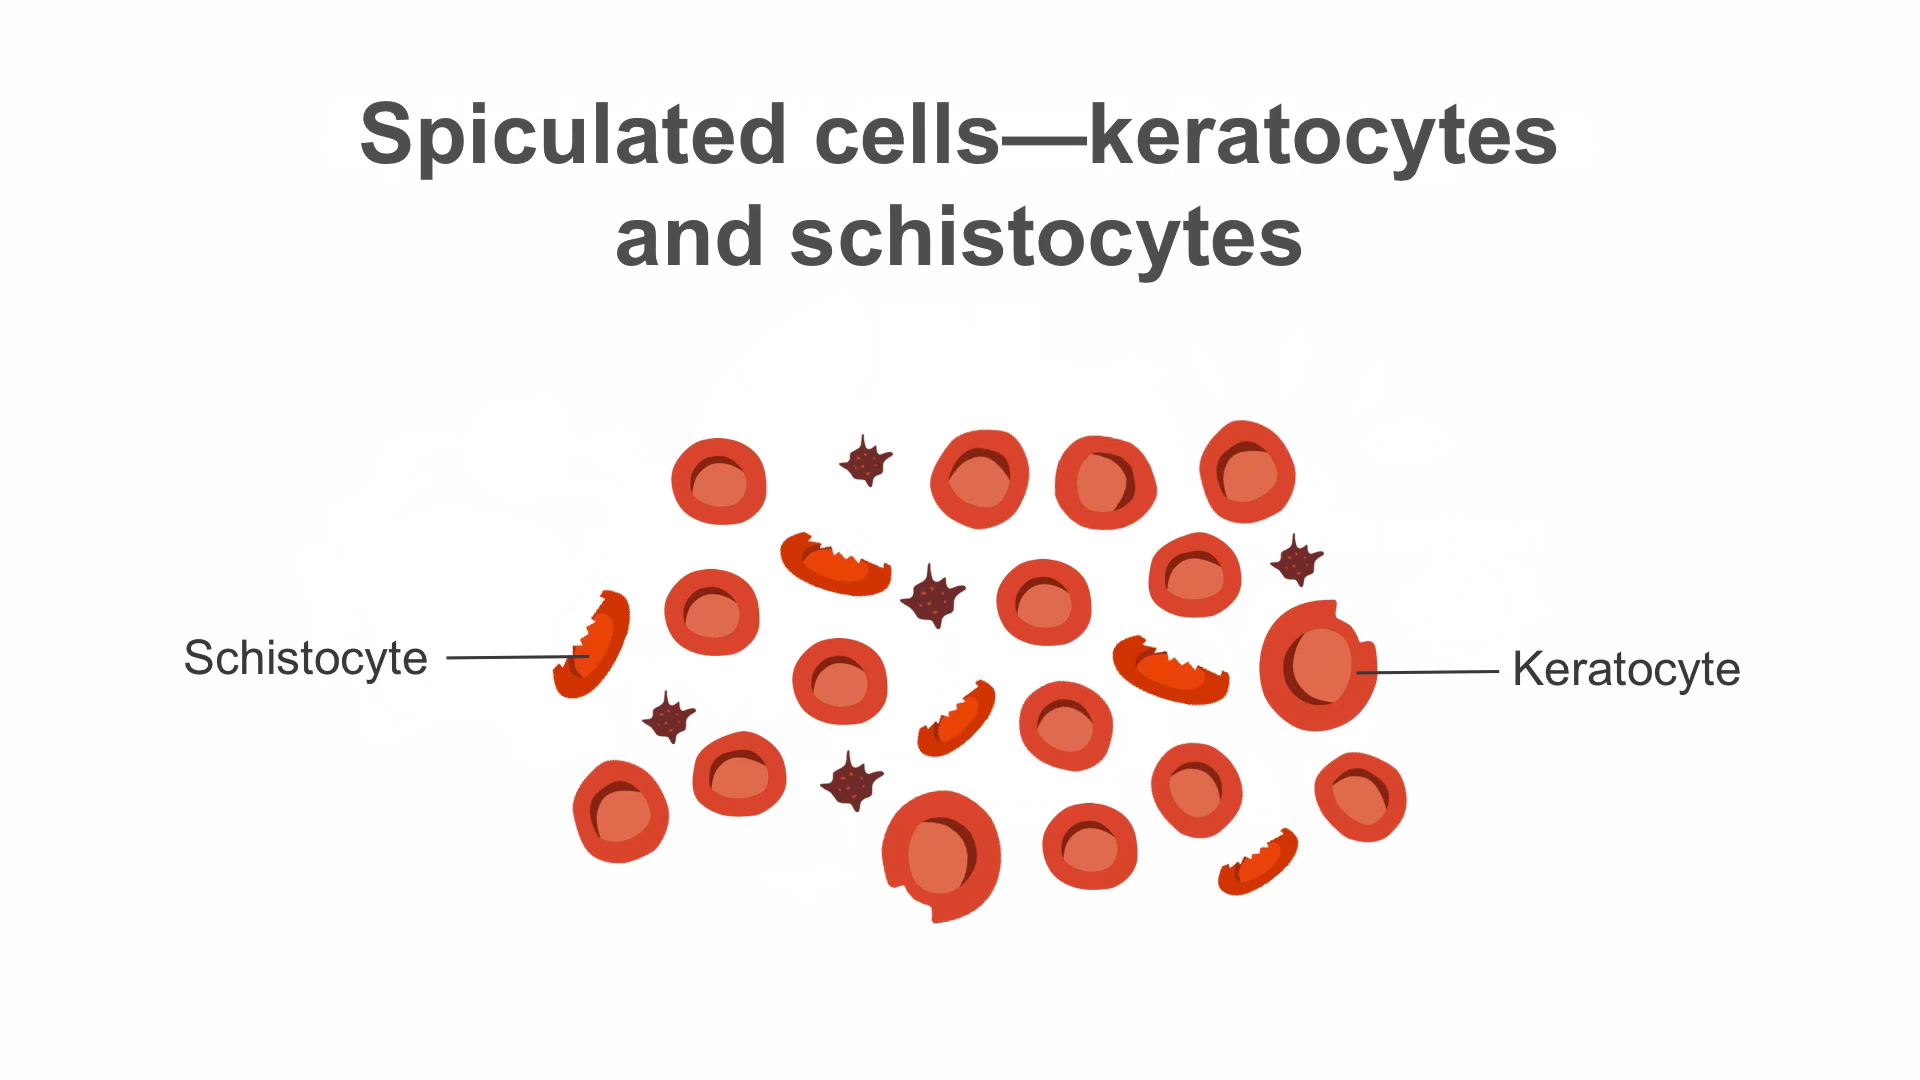 Spiculated cells—keratocytes
and schistocytes
Schistocyte
Keratocyte